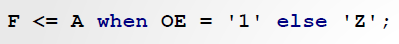 F <= A when OE = '1' else 'Z';